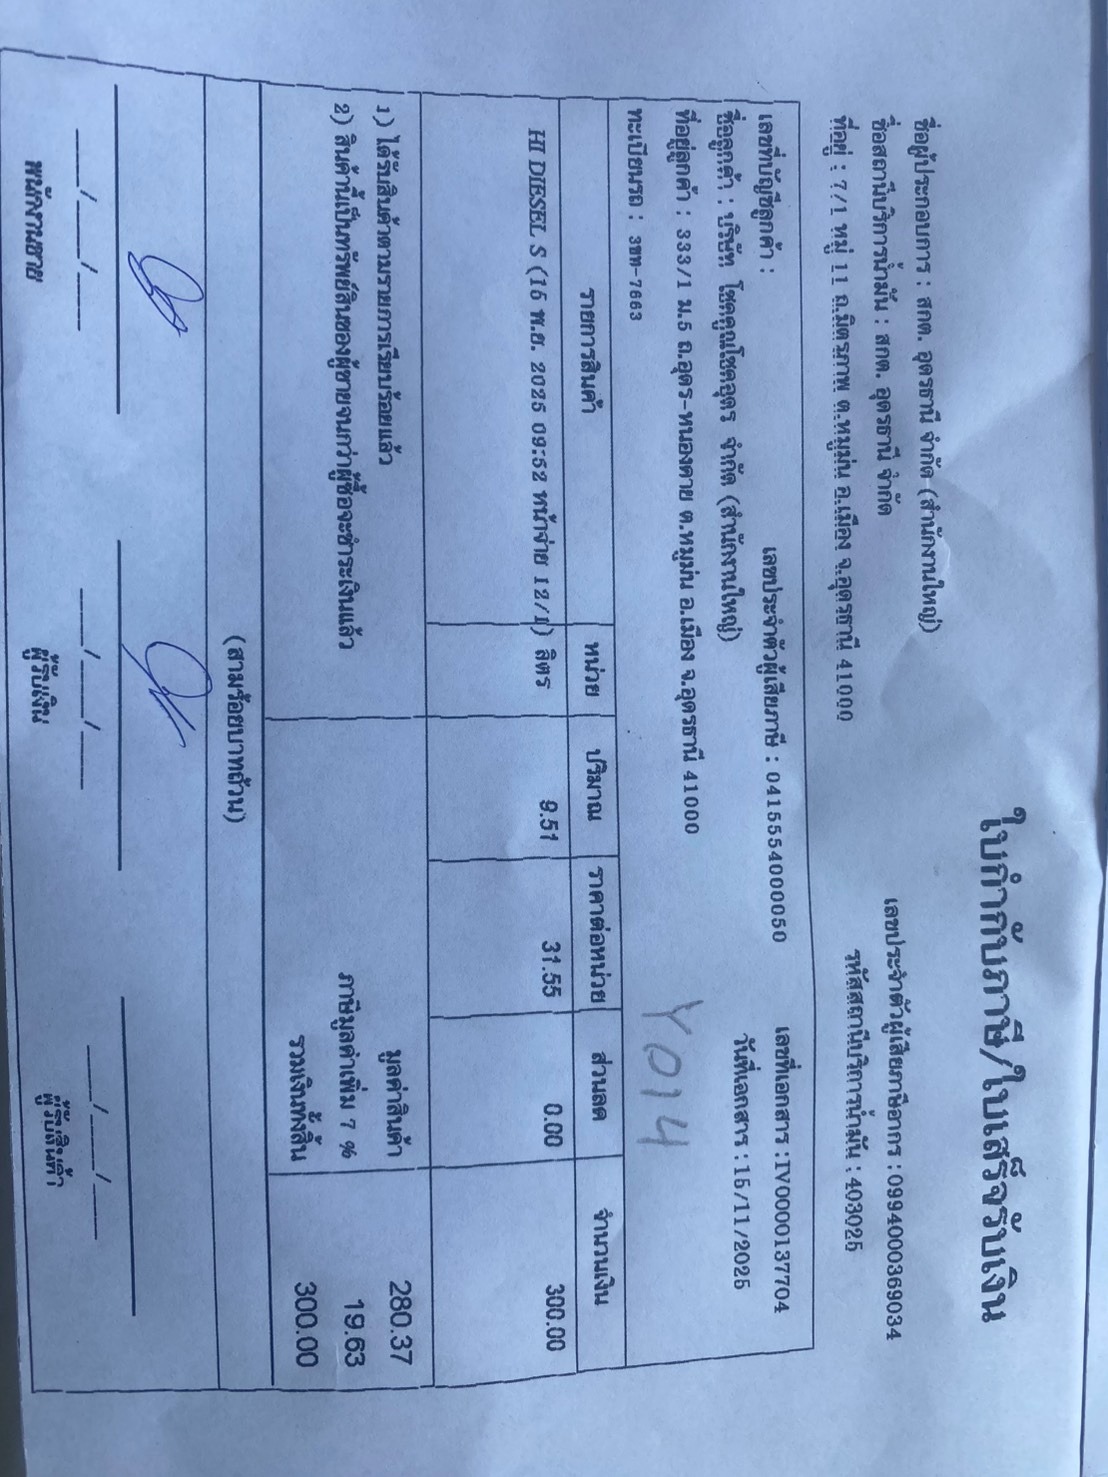 ใบกำกับภาษี/ใบเสร็จรับเงิน
ชื่อผู้ประกอบการ : สกต. อุดรธานี จำกัด (สำนักงานใหญ่) เลขประจำตัวผู้เสียภาษีอากร : 0994000369034
ชื่อสถานีบริการน้ำมัน : สกต. อุดรธานี จำกัด รหัสสถานีบริการน้ำมัน : 403025
ที่อยู่ : 7/1 หมู่ 11 ถ.มิตรภาพ ต.หมูม่น อ.เมือง จ.อุดรธานี 41000
เลขที่บัญชีลูกค้า : เลขประจำตัวผู้เสียภาษี : 0415554000050 เลขที่เอกสาร : IV0000137704
ชื่อลูกค้า : บริษัท โชคคูณโชคอุดร จำกัด (สำนักงานใหญ่) วันที่เอกสาร : 15/11/2025
ที่อยู่ลูกค้า : 333/1 ม.5 ถ.อุดร-หนองคาย ต.หมูม่น อ.เมือง จ.อุดรธานี 41000
ทะเบียนรถ : 3ขท-7663 Y014
รายการสินค้า หน่วย ปริมาณ ราคาต่อหน่วย ส่วนลด จำนวนเงิน
HI DIESEL S (15 พ.ย. 2025 09:52 หน้าจ่าย 12/1) ลิตร 9.51 31.55 0.00 300.00
1) ได้รับสินค้าตามรายการเรียบร้อยแล้ว มูลค่าสินค้า 280.37
2) สินค้านี้เป็นทรัพย์สินของผู้ขายจนกว่าผู้ซื้อจะชำระเงินแล้ว ภาษีมูลค่าเพิ่ม 7 % 19.63
รวมเงินทั้งสิ้น 300.00
(สามร้อยบาทถ้วน)
___/___/___ ___/___/___ ___/___/___
พนักงานขาย ผู้รับเงิน ผู้รับสินค้า